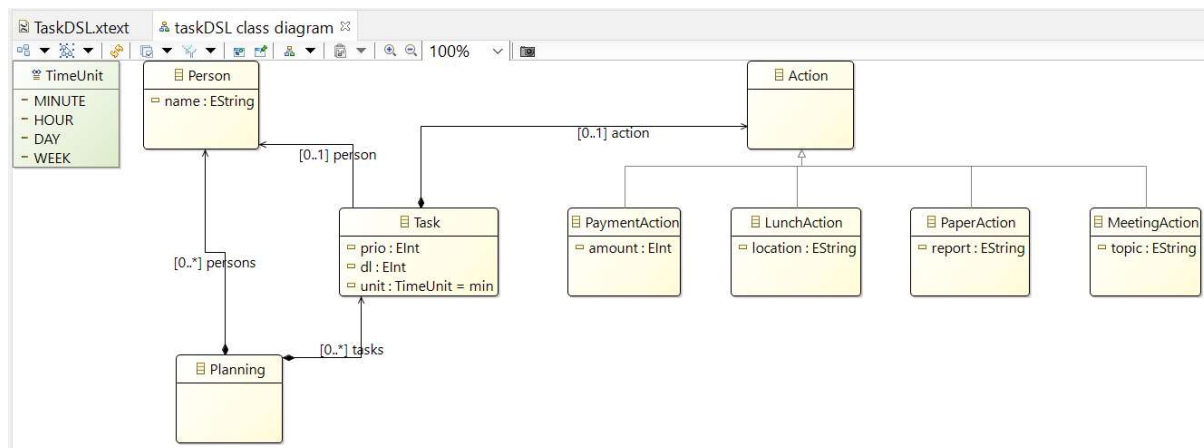 TaskDSL.xtext
taskDSL class diagram
100%
TimeUnit
MINUTE
HOUR
DAY
WEEK
Person
name : EString
Action
[0..1] action
[0..1] person
Task
prio : EInt
dl : EInt
unit : TimeUnit = min
PaymentAction
amount : EInt
LunchAction
location : EString
PaperAction
report : EString
MeetingAction
topic : EString
[0..*] persons
[0..*] tasks
Planning